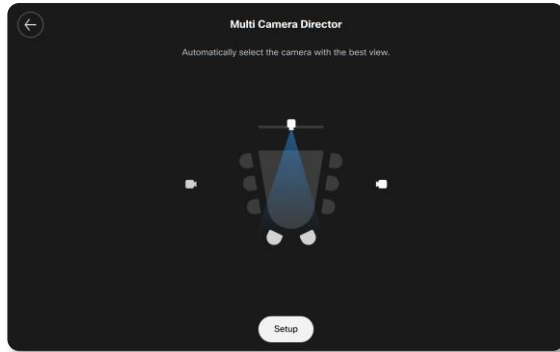 Multi Camera Director
Automatically select the camera with the best view.
Setup